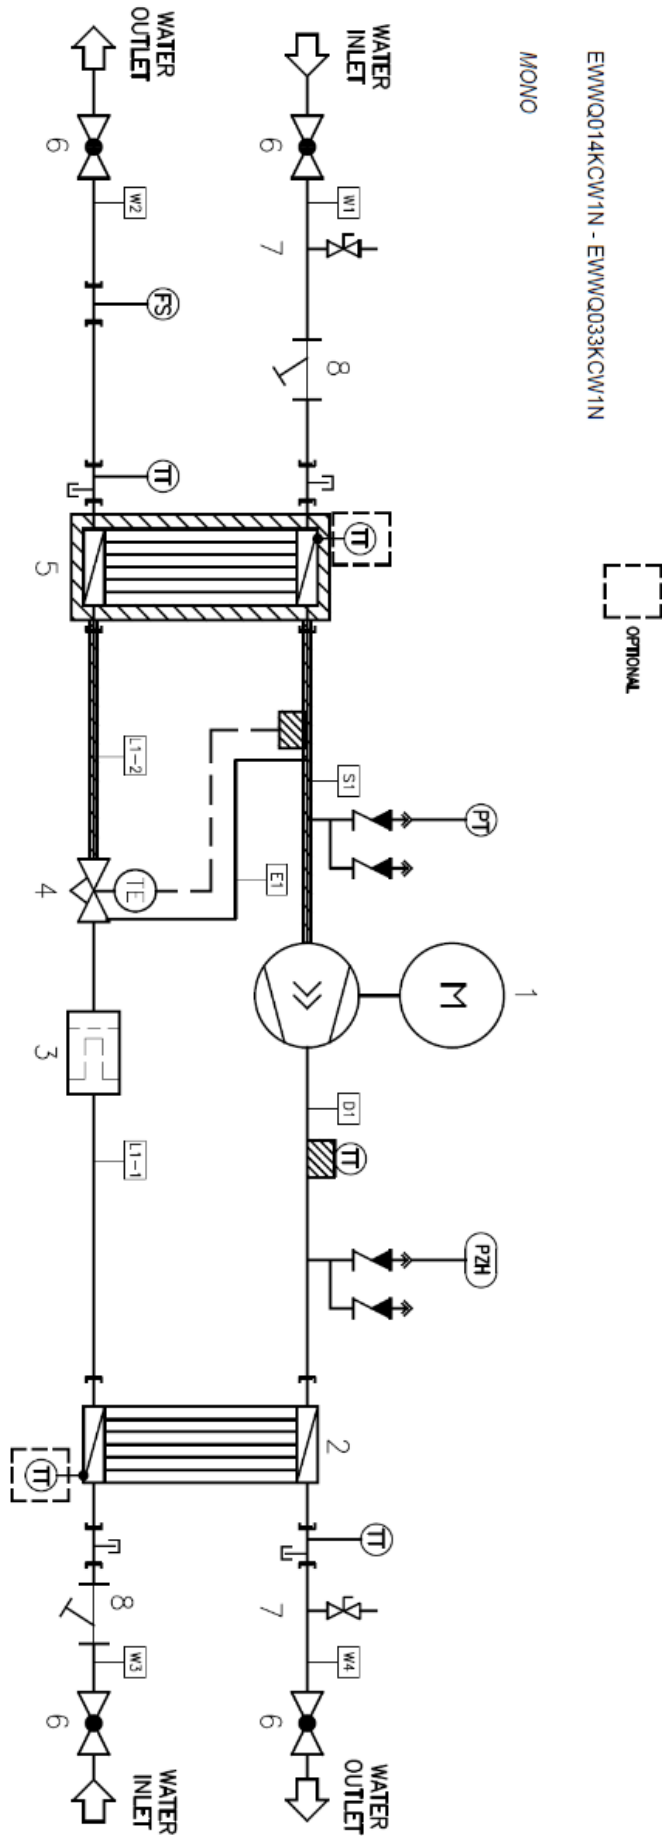 EWWQ014KCW1N - EWWQ033KCW1N
MONO
OPTIONAL
WATER
INLET
6
W1
7
8
TT
S1
PT
E1
1
M
D1
TT
PZH
2
TT
7
W4
6
WATER
OUTLET
WATER
OUTLET
6
W2
FS
TT
5
L1-2
4
TE
3
L1-1
TT
8
W3
6
WATER
INLET